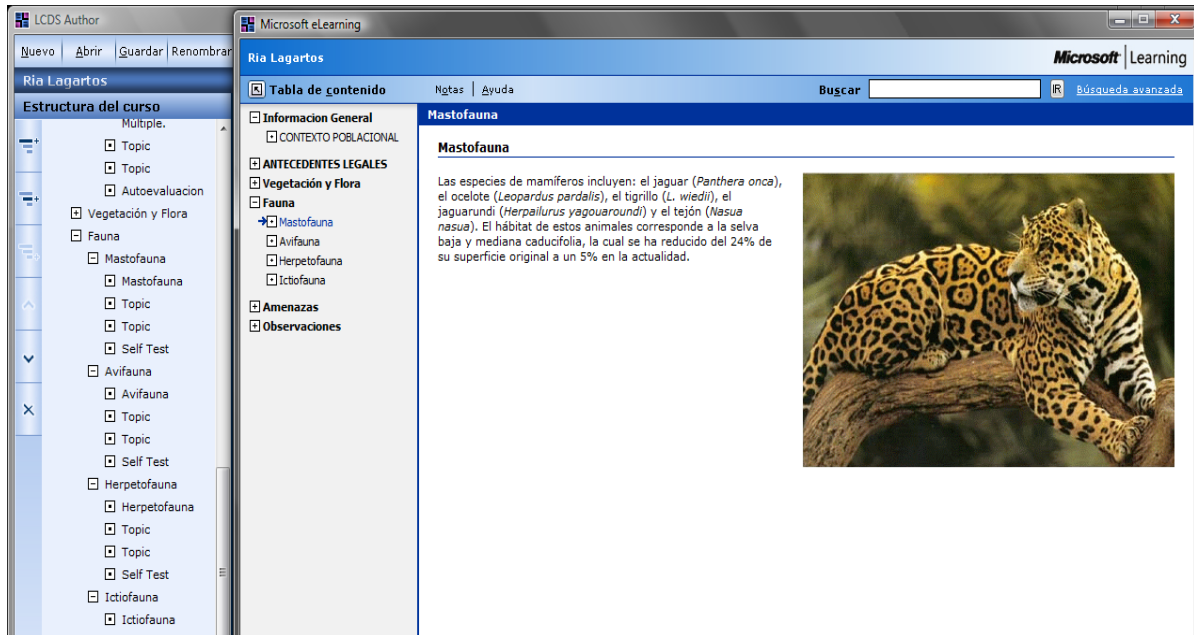 LCDS Author
Nuevo Abrir Guardar Renombrar
Ria Lagartos
Estructura del curso
Múltiple.
Topic
Topic
Autoevaluacion
Vegetación y Flora
Fauna
Mastofauna
Mastofauna
Topic
Topic
Self Test
Avifauna
Avifauna
Topic
Topic
Self Test
Herpetofauna
Herpetofauna
Topic
Topic
Self Test
Ictiofauna
Ictiofauna
Microsoft eLearning
Ria Lagartos
Microsoft Learning
Tabla de contenido Notas Ayuda Buscar IR Búsqueda avanzada
Informacion General
CONTEXTO POBLACIONAL
ANTECEDENTES LEGALES
Vegetación y Flora
Fauna
Mastofauna
Avifauna
Herpetofauna
Ictiofauna
Amenazas
Observaciones
Mastofauna
Mastofauna
Las especies de mamíferos incluyen: el jaguar (Panthera onca),
el ocelote (Leopardus pardalis), el tigrillo (L. wiedii), el
jaguarundi (Herpailurus yagouaroundi) y el tejón (Nasua
nasua). El hábitat de estos animales corresponde a la selva
baja y mediana caducifolia, la cual se ha reducido del 24% de
su superficie original a un 5% en la actualidad.